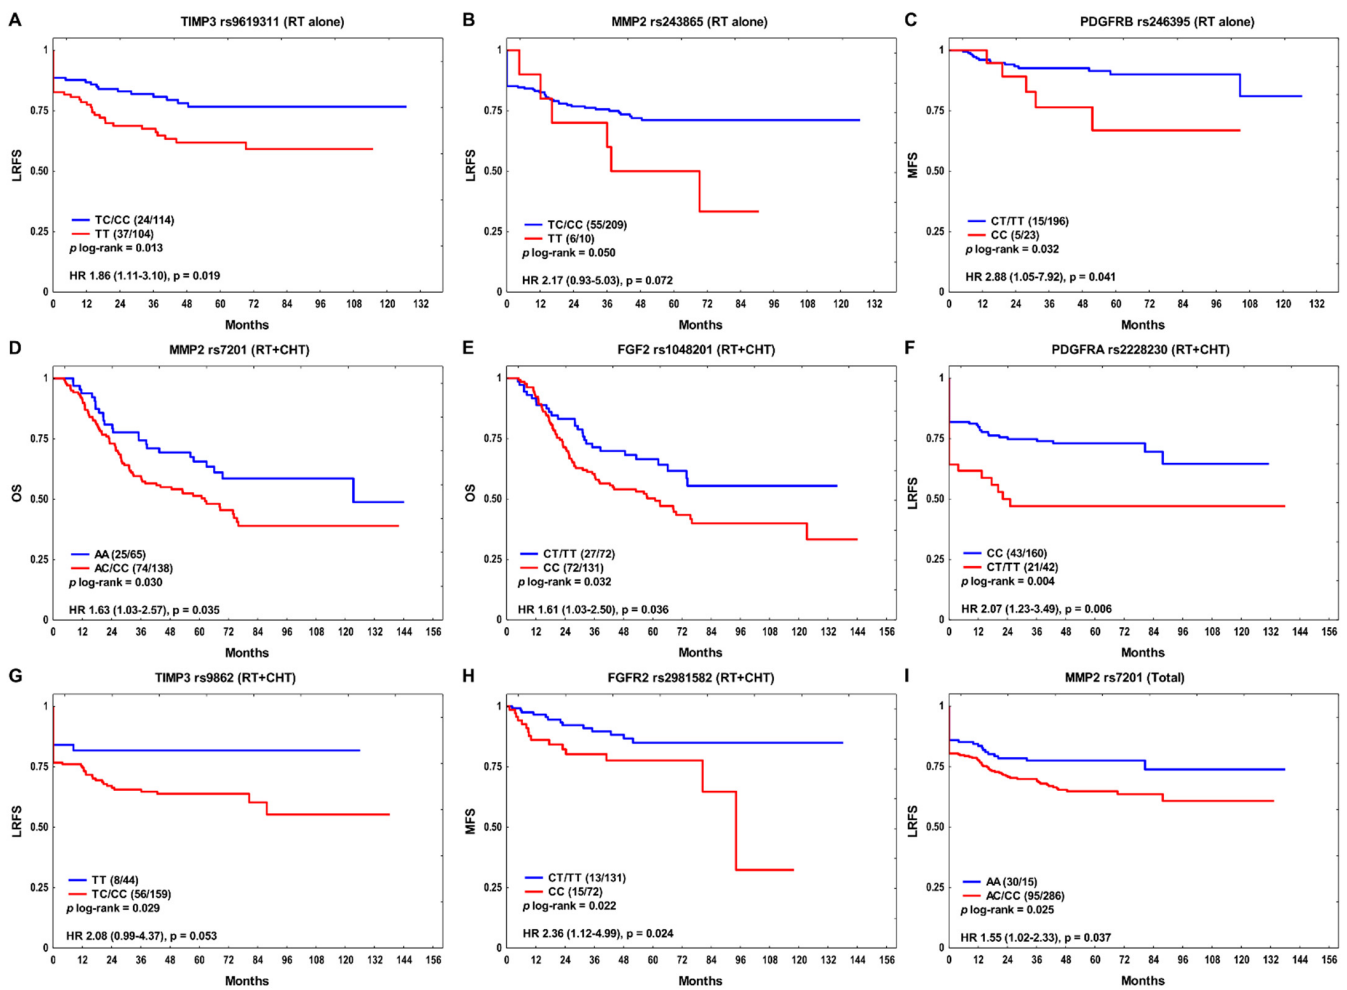 A
TIMP3 rs9619311 (RT alone)
1
0.75
0.50
0.25
0
LRFS
TC/CC (24/114)
TT (37/104)
p log-rank = 0.013
HR 1.86 (1.11-3.10), p = 0.019
0 12 24 36 48 60 72 84 96 108 120 132
Months
B
MMP2 rs243865 (RT alone)
1
0.75
0.50
0.25
0
LRFS
TC/CC (55/209)
TT (6/10)
p log-rank = 0.050
HR 2.17 (0.93-5.03), p = 0.072
0 12 24 36 48 60 72 84 96 108 120 132
Months
C
PDGFRB rs246395 (RT alone)
1
0.75
0.50
0.25
0
MFS
CT/TT (15/196)
CC (5/23)
p log-rank = 0.032
HR 2.88 (1.05-7.92), p = 0.041
0 12 24 36 48 60 72 84 96 108 120 132
Months
D
MMP2 rs7201 (RT+CHT)
1
0.75
0.50
0.25
0
OS
AA (25/65)
AC/CC (74/138)
p log-rank = 0.030
HR 1.63 (1.03-2.57), p = 0.035
0 12 24 36 48 60 72 84 96 108 120 132 144 156
Months
E
FGF2 rs1048201 (RT+CHT)
1
0.75
0.50
0.25
0
OS
CT/TT (27/72)
CC (72/131)
p log-rank = 0.032
HR 1.61 (1.03-2.50), p = 0.036
0 12 24 36 48 60 72 84 96 108 120 132 144 156
Months
F
PDGFRA rs2228230 (RT+CHT)
1
0.75
0.50
0.25
0
LRFS
CC (43/160)
CT/TT (21/42)
p log-rank = 0.004
HR 2.07 (1.23-3.49), p = 0.006
0 12 24 36 48 60 72 84 96 108 120 132 144 156
Months
G
TIMP3 rs9862 (RT+CHT)
1
0.75
0.50
0.25
0
LRFS
TT (8/44)
TC/CC (56/159)
p log-rank = 0.029
HR 2.08 (0.99-4.37), p = 0.053
0 12 24 36 48 60 72 84 96 108 120 132 144 156
Months
H
FGFR2 rs2981582 (RT+CHT)
1
0.75
0.50
0.25
0
MFS
CT/TT (13/131)
CC (15/72)
p log-rank = 0.022
HR 2.36 (1.12-4.99), p = 0.024
0 12 24 36 48 60 72 84 96 108 120 132 144 156
Months
I
MMP2 rs7201 (Total)
1
0.75
0.50
0.25
0
LRFS
AA (30/15)
AC/CC (95/286)
p log-rank = 0.025
HR 1.55 (1.02-2.33), p = 0.037
0 12 24 36 48 60 72 84 96 108 120 132 144 156
Months